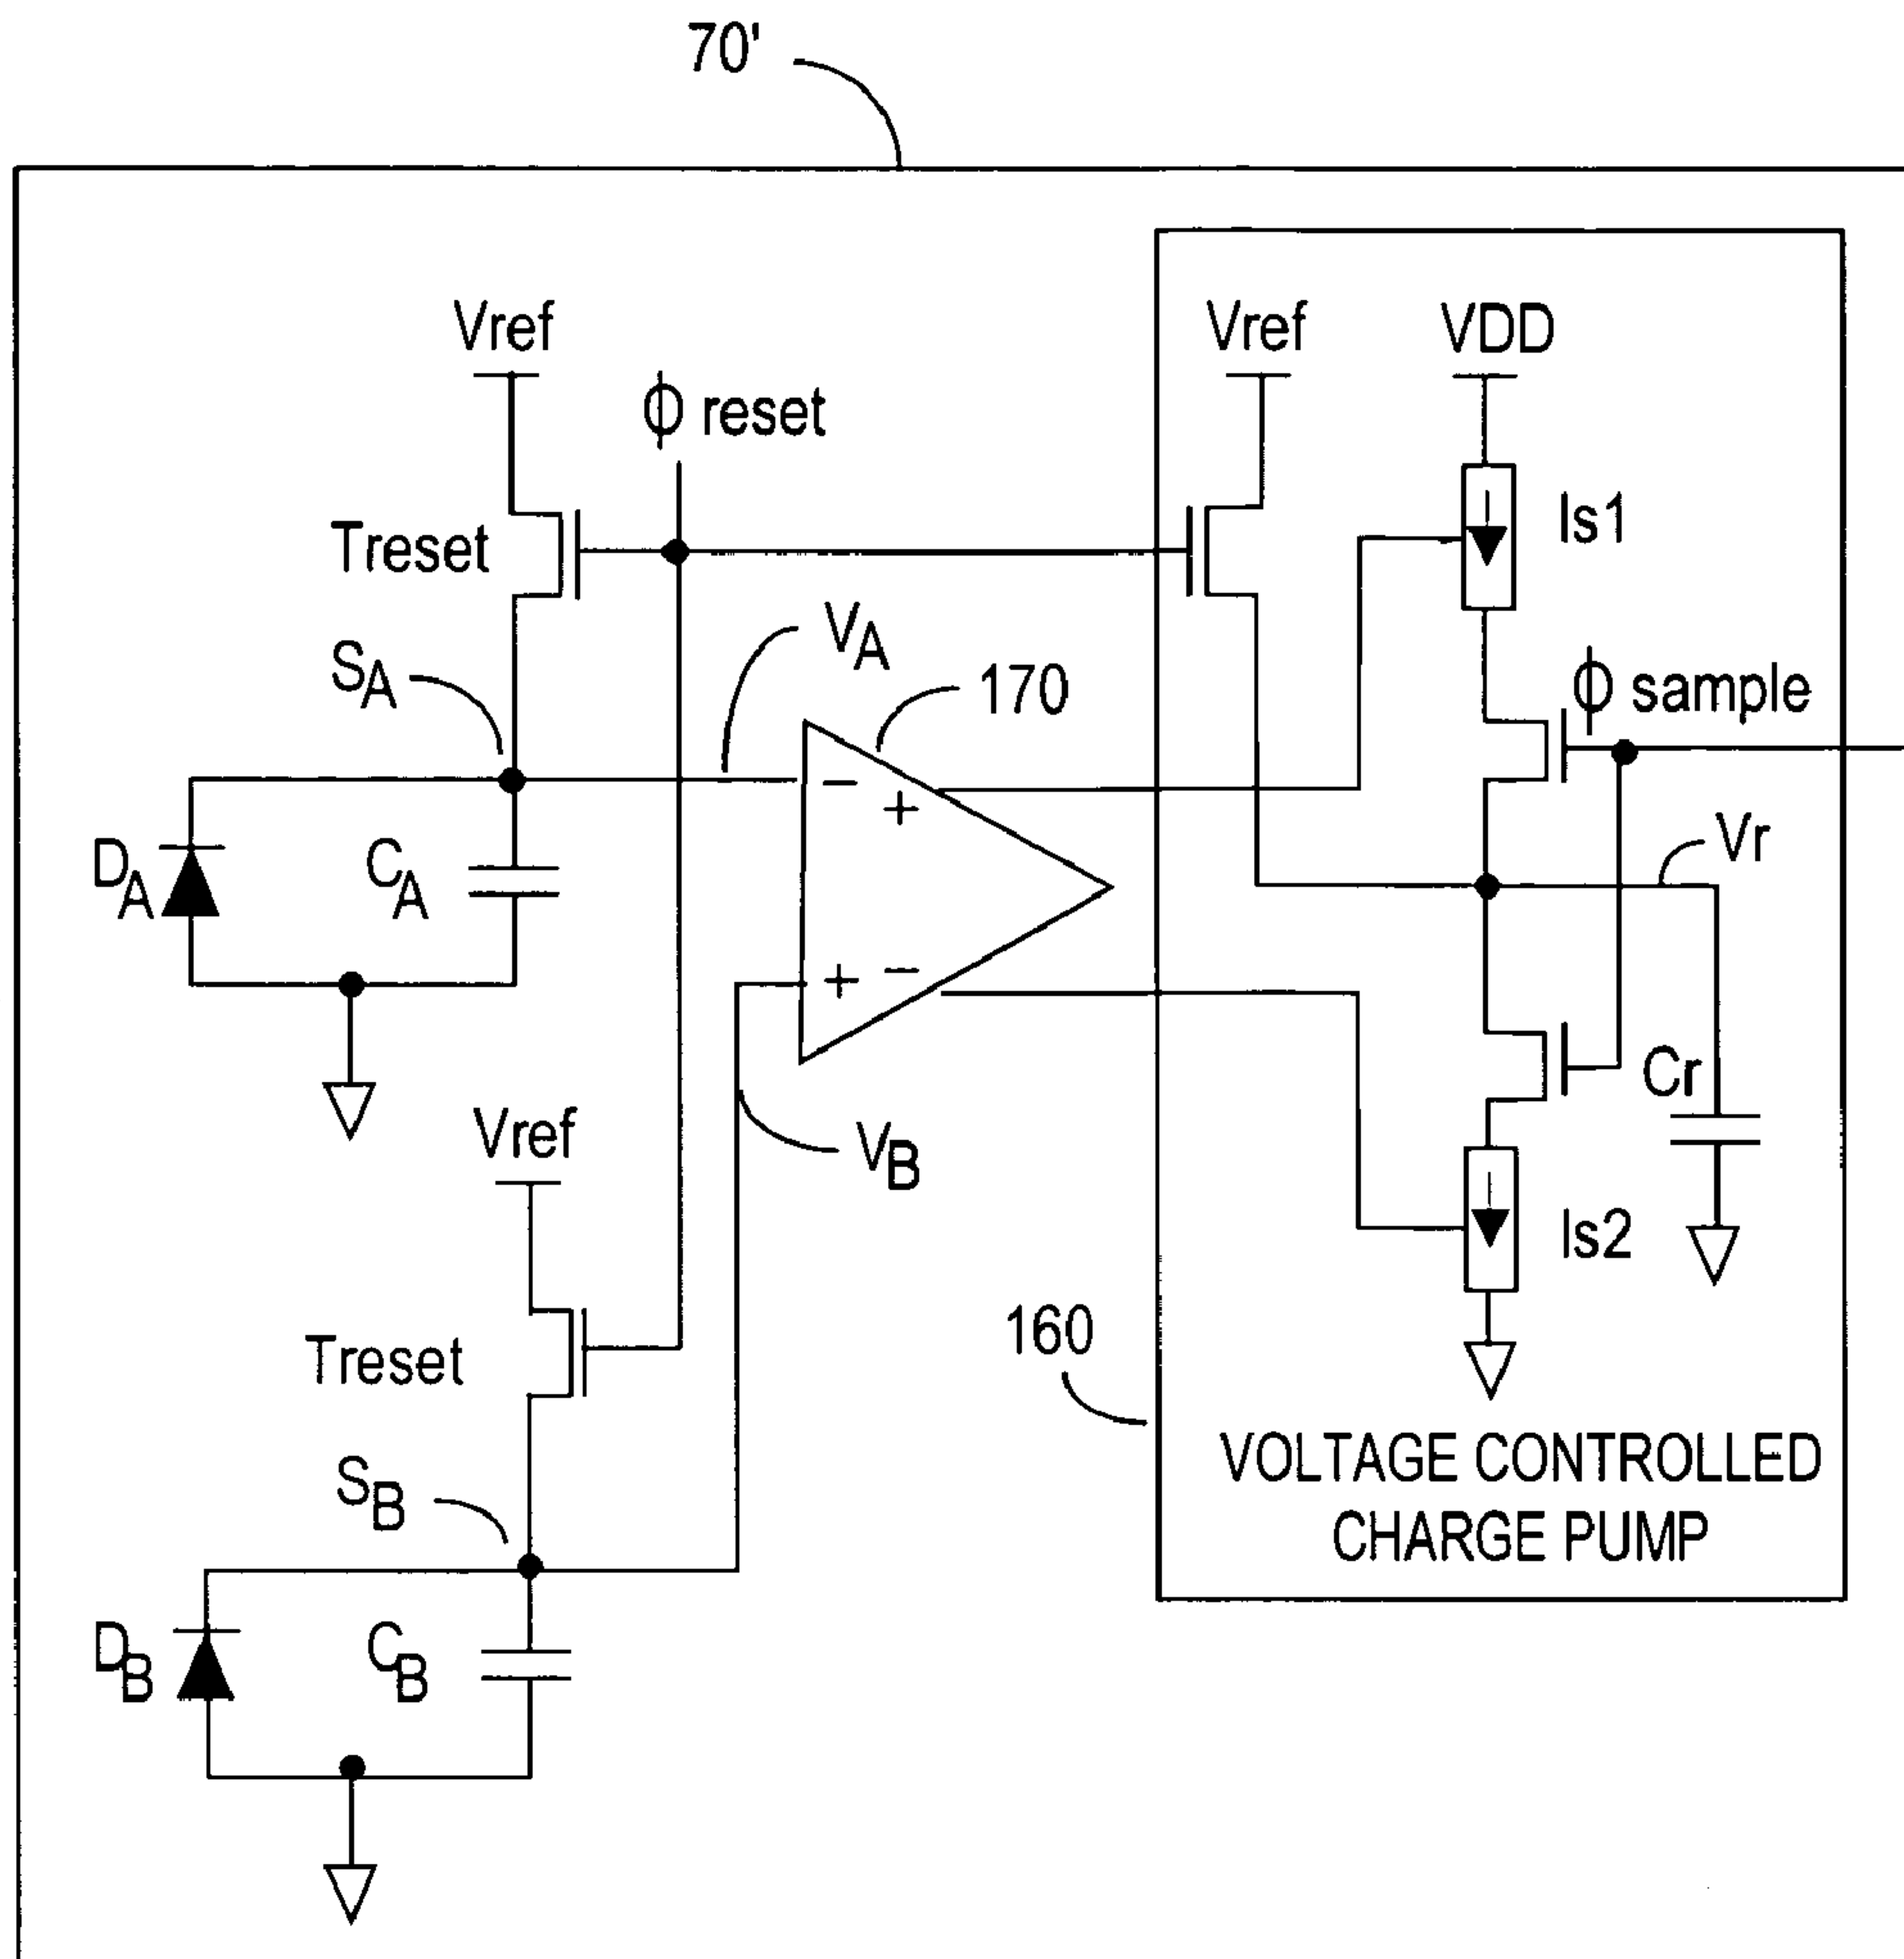 70'
Vref
Vref
VDD
ϕ reset
Is1
Treset
VA
SA
170
ϕ sample
−
+
Vr
DA
CA
+
−
Cr
Vref
VB
Is2
160
Treset
VOLTAGE CONTROLLED
CHARGE PUMP
SB
DB
CB